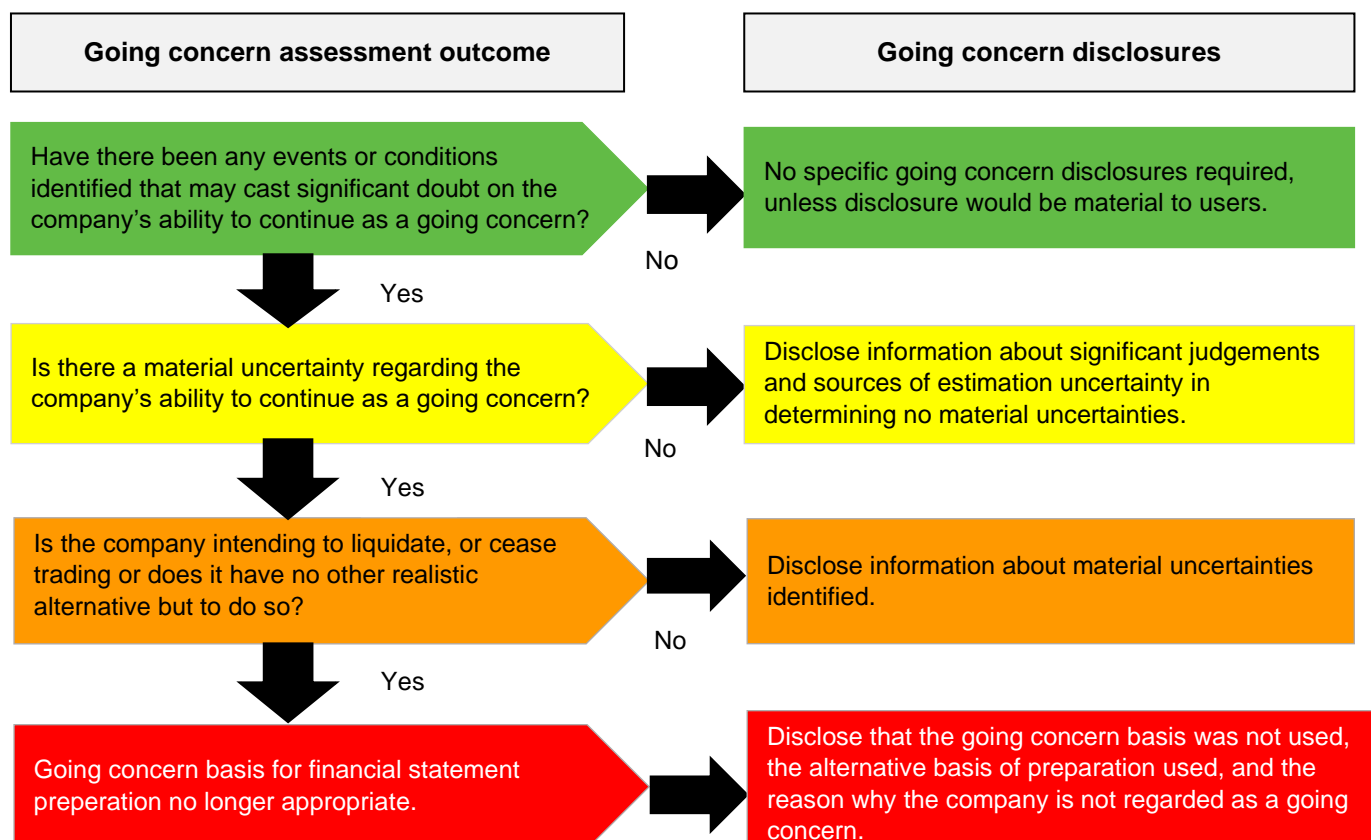 Going concern assessment outcome
Going concern disclosures
Have there been any events or conditions
identified that may cast significant doubt on the
company’s ability to continue as a going concern?
No
No specific going concern disclosures required,
unless disclosure would be material to users.
Yes
Is there a material uncertainty regarding the
company’s ability to continue as a going concern?
No
Disclose information about significant judgements
and sources of estimation uncertainty in
determining no material uncertainties.
Yes
Is the company intending to liquidate, or cease
trading or does it have no other realistic
alternative but to do so?
No
Disclose information about material uncertainties
identified.
Yes
Going concern basis for financial statement
preperation no longer appropriate.
Disclose that the going concern basis was not used,
the alternative basis of preparation used, and the
reason why the company is not regarded as a going
concern.